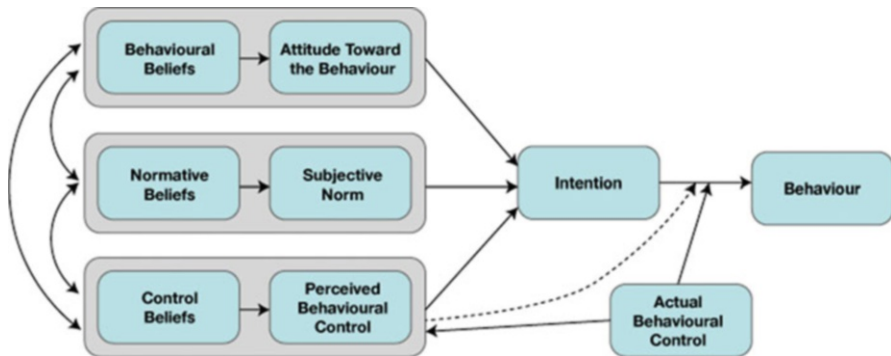 Behavioural
Beliefs
Attitude Toward
the Behaviour
Normative
Beliefs
Subjective
Norm
Intention
Behaviour
Control
Beliefs
Perceived
Behavioural
Control
Actual
Behavioural
Control